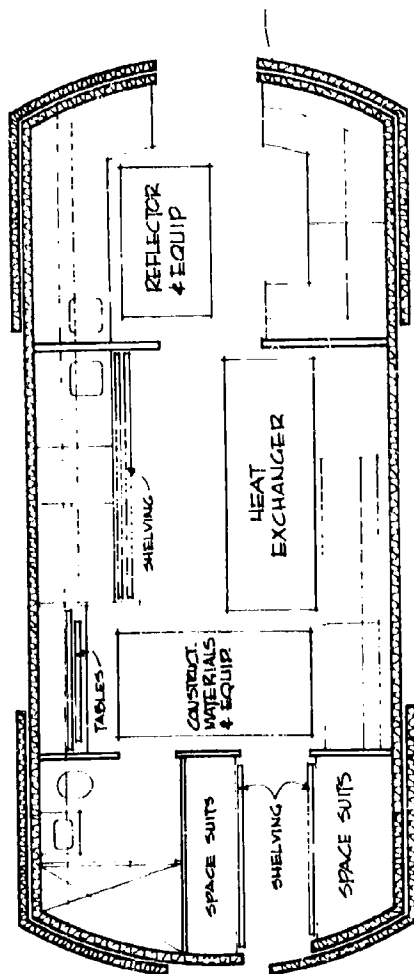 REFLECTOR
& EQUIP
SHELVING
HEAT
EXCHANGER
TABLES
CONSTRUCT.
MATERIALS
& EQUIP.
SPACE SUITS
SHELVING
SPACE SUITS